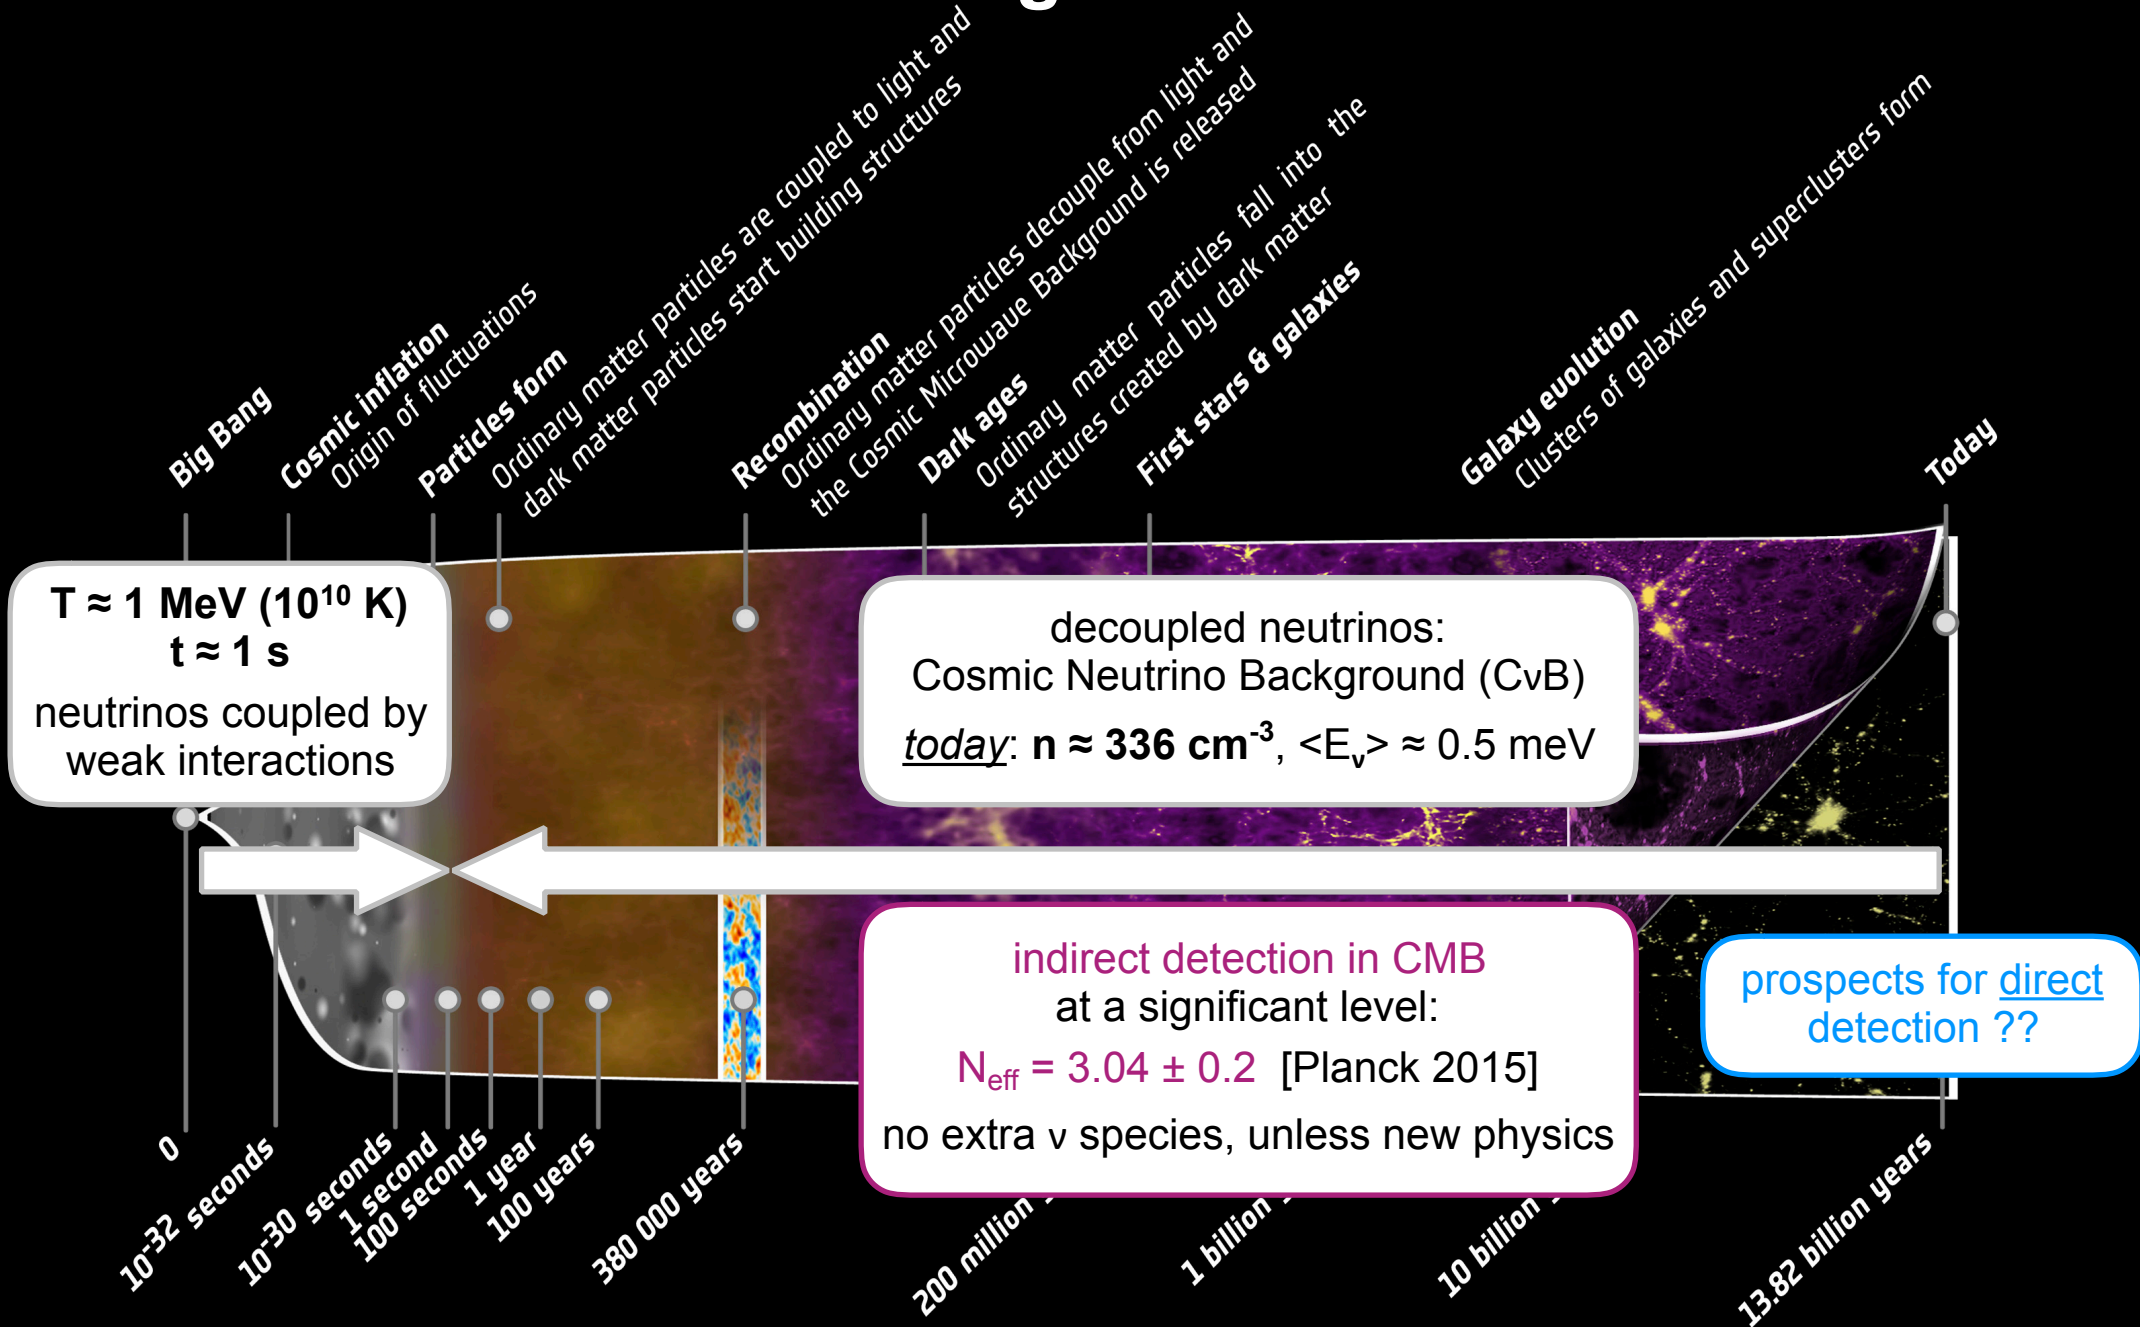 g
Big Bang
Cosmic inflation
Origin of fluctuations
Particles form
Ordinary matter particles are coupled to light and
dark matter particles start building structures
Recombination
Ordinary matter particles decouple from light and
the Cosmic Microwave Background is released
Dark ages
Ordinary matter particles fall into the
structures created by dark matter
First stars & galaxies
Galaxy evolution
Clusters of galaxies and superclusters form
Today
T ≈ 1 MeV (10¹⁰ K)
t ≈ 1 s
neutrinos coupled by
weak interactions
decoupled neutrinos:
Cosmic Neutrino Background (CνB)
today: n ≈ 336 cm⁻³, <Eᵥ> ≈ 0.5 meV
indirect detection in CMB
at a significant level:
Neff = 3.04 ± 0.2 [Planck 2015]
no extra ν species, unless new physics
prospects for direct
detection ??
0
10⁻³² seconds
10⁻³⁰ seconds
1 second
100 seconds
1 year
100 years
380 000 years
200 million
1 billion
10 billion
13.82 billion years